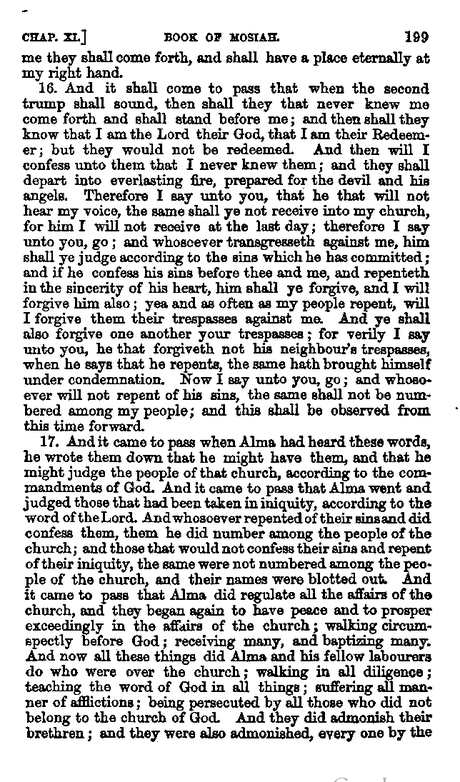 CHAP. XI.] BOOK OF MOSIAH. 199
me they shall come forth, and shall have a place eternally at
my right hand.
16. And it shall come to pass that when the second
trump shall sound, then shall they that never knew me
come forth and shall stand before me; and then shall they
know that I am the Lord their God, that I am their Redeem-
er; but they would not be redeemed. And then will I
confess unto them that I never knew them; and they shall
depart into everlasting fire, prepared for the devil and his
angels. Therefore I say unto you, that he that will not
hear my voice, the same shall ye not receive into my church,
for him I will not receive at the last day; therefore I say
unto you, go; and whosoever transgresseth against me, him
shall ye judge according to the sins which he has committed;
and if he confess his sins before thee and me, and repenteth
in the sincerity of his heart, him shall ye forgive, and I will
forgive him also; yea and as often as my people repent, will
I forgive them their trespasses against me. And ye shall
also forgive one another your trespasses; for verily I say
unto you, he that forgiveth not his neighbour's trespasses,
when he says that he repents, the same hath brought himself
under condemnation. Now I say unto you, go; and whoso-
ever will not repent of his sins, the same shall not be num-
bered among my people; and this shall be observed from
this time forward.
17. And it came to pass when Alma had heard these words,
he wrote them down that he might have them, and that he
might judge the people of that church, according to the com-
mandments of God. And it came to pass that Alma went and
judged those that had been taken in iniquity, according to the
word of the Lord. And whosoever repented of their sins and did
confess them, them he did number among the people of the
church; and those that would not confess their sins and repent
of their iniquity, the same were not numbered among the peo-
ple of the church, and their names were blotted out. And
it came to pass that Alma did regulate all the affairs of the
church, and they began again to have peace and to prosper
exceedingly in the affairs of the church; walking circum-
spectly before God; receiving many, and baptizing many.
And now all these things did Alma and his fellow labourers
do who were over the church; walking in all diligence;
teaching the word of God in all things; suffering all man-
ner of afflictions; being persecuted by all those who did not
belong to the church of God. And they did admonish their
brethren; and they were also admonished, every one by the